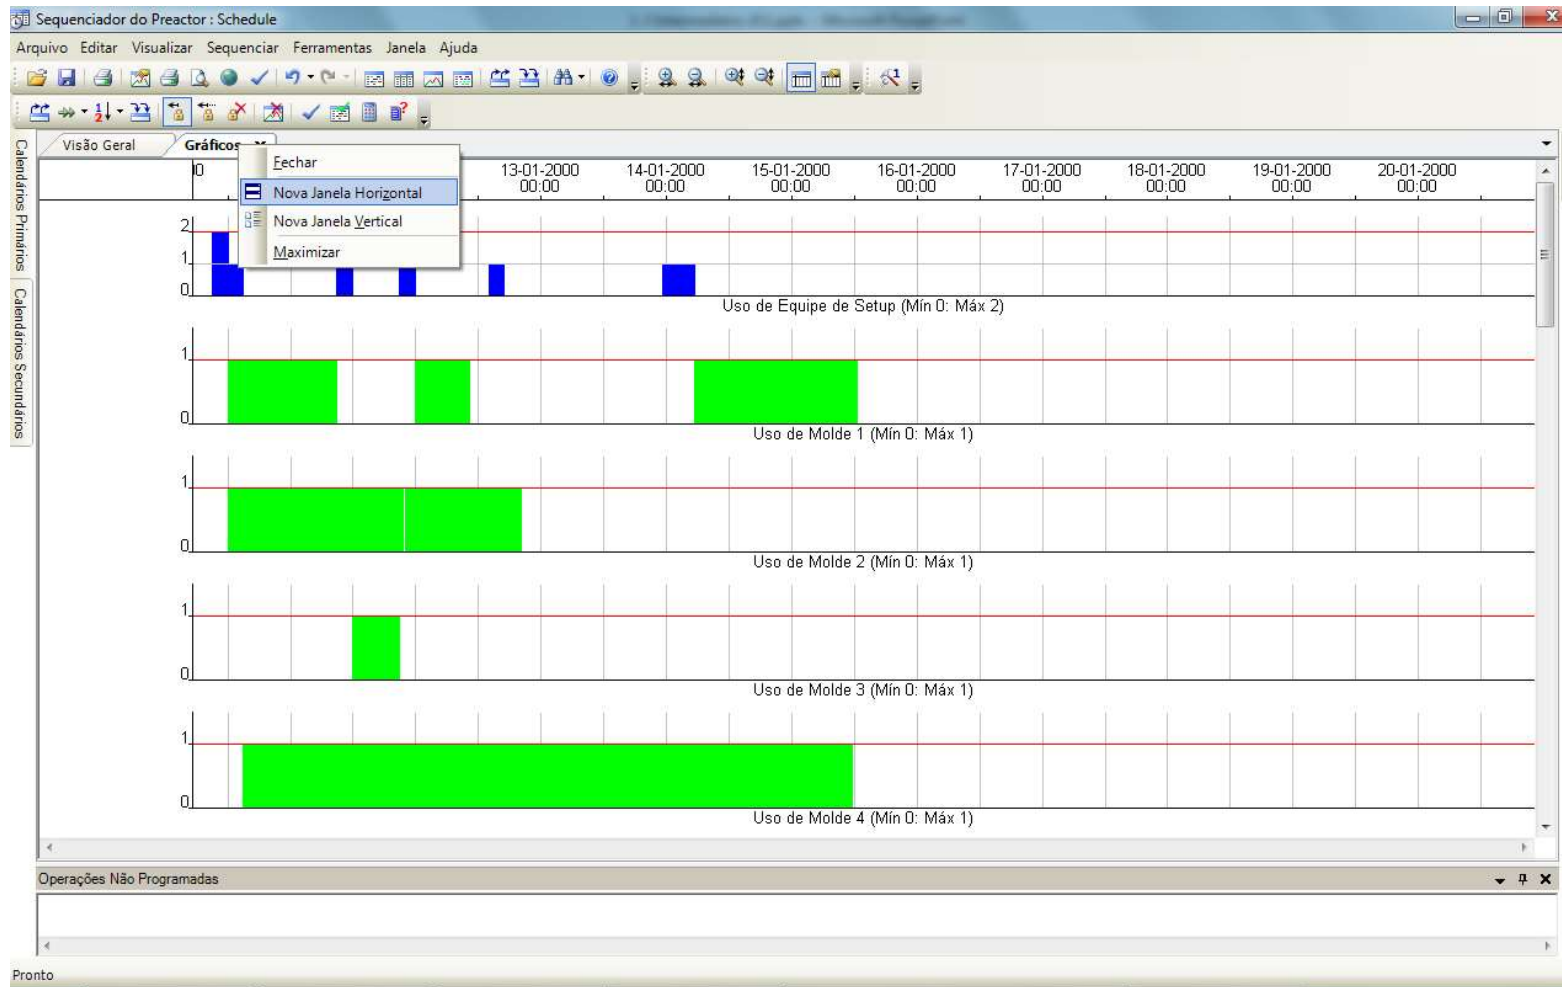 Sequenciador do Preactor : Schedule
Arquivo Editar Visualizar Sequenciar Ferramentas Janela Ajuda
Calendários Primários
Calendários Secundários
Visão Geral
Gráficos
Fechar
Nova Janela Horizontal
Nova Janela Vertical
Maximizar
13-01-2000 14-01-2000 15-01-2000 16-01-2000 17-01-2000 18-01-2000 19-01-2000 20-01-2000
00:00 00:00 00:00 00:00 00:00 00:00 00:00 00:00
2
1
0
Uso de Equipe de Setup (Mín 0: Máx 2)
1
0
Uso de Molde 1 (Mín 0: Máx 1)
1
0
Uso de Molde 2 (Mín 0: Máx 1)
1
0
Uso de Molde 3 (Mín 0: Máx 1)
1
0
Uso de Molde 4 (Mín 0: Máx 1)
Operações Não Programadas
Pronto